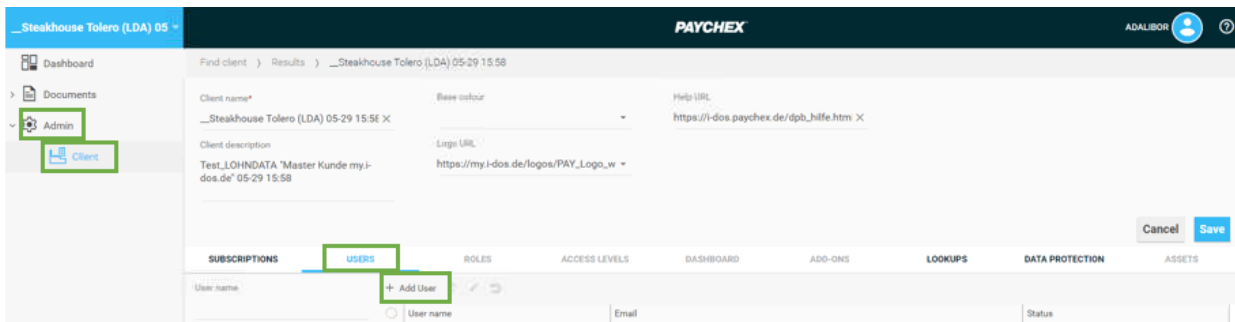 __Steakhouse Tolero (LDA) 05
PAYCHEX
ADALIBOR
Dashboard
Documents
Admin
Client
Find client > Results > __Steakhouse Tolero (LDA) 05-29 15:58
Client name*
__Steakhouse Tolero (LDA) 05-29 15:58
Base colour
Help URL
https://i-dos.paychex.de/dpb_hilfe.htm
Client description
Test_LOHNDATA "Master Kunde my.i-
dos.de" 05-29 15:58
Logo URL
https://my.i-dos.de/logos/PAY_Logo_w
Cancel Save
SUBSCRIPTIONS USERS ROLES ACCESS LEVELS DASHBOARD ADD-ONS LOOKUPS DATA PROTECTION ASSETS
User name
+ Add User
User name Email Status